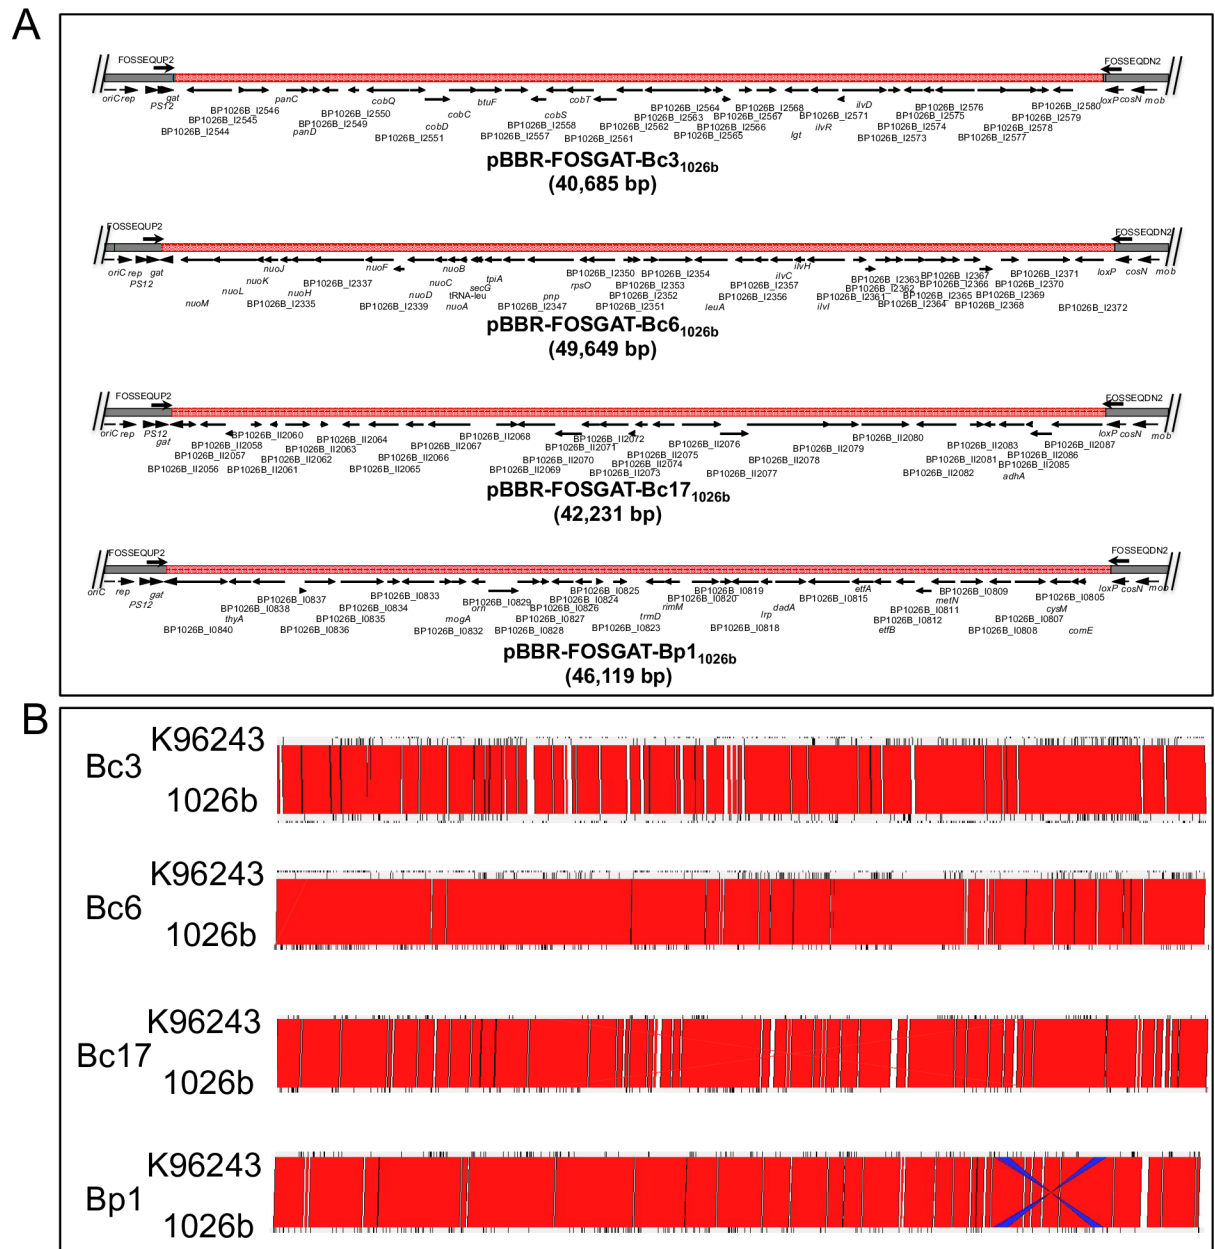 A
FOSSEQUP2 FOSSEQDN2
oriC rep PS12 gat panC cobQ btuF cobT ilvD loxP cosN mob
BP1026B_I2546 BP1026B_I2550 cobC BP1026B_I2564 BP1026B_I2568 BP1026B_I2576 BP1026B_I2580
BP1026B_I2545 BP1026B_I2549 cobS BP1026B_I2563 BP1026B_I2567 BP1026B_I2571 BP1026B_I2575 BP1026B_I2579
BP1026B_I2544 panD cobD BP1026B_I2558 BP1026B_I2562 BP1026B_I2566 ilvR BP1026B_I2574 BP1026B_I2578
BP1026B_I2551 BP1026B_I2557 BP1026B_I2561 BP1026B_I2565 lgt BP1026B_I2573 BP1026B_I2577
pBBR-FOSGAT-Bc31026b
(40,685 bp)
FOSSEQUP2 FOSSEQDN2
oriC rep PS12 gat nuoJ nuoF nuoB ilvH loxP cosN mob
nuoK BP1026B_I2337 nuoC tpiA BP1026B_I2350 BP1026B_I2354 ilvC BP1026B_I2363 BP1026B_I2367 BP1026B_I2371
nuoL nuoH nuoD secG rpsO BP1026B_I2353 BP1026B_I2357 BP1026B_I2362 BP1026B_I2366 BP1026B_I2370
nuoM BP1026B_I2335 tRNA-leu pnp BP1026B_I2352 BP1026B_I2356 BP1026B_I2361 BP1026B_I2365 BP1026B_I2369
BP1026B_I2339 nuoA BP1026B_I2347 BP1026B_I2351 leuA ilvI BP1026B_I2364 BP1026B_I2368 BP1026B_I2372
pBBR-FOSGAT-Bc61026b
(49,649 bp)
FOSSEQUP2 FOSSEQDN2
oriC rep PS12 gat BP1026B_II2060 BP1026B_II2064 BP1026B_II2068 BP1026B_II2072 BP1026B_II2076 BP1026B_II2080 loxP cosN mob
BP1026B_II2058 BP1026B_II2063 BP1026B_II2067 BP1026B_II2071 BP1026B_II2075 BP1026B_II2079 BP1026B_II2083 BP1026B_II2087
BP1026B_II2057 BP1026B_II2062 BP1026B_II2066 BP1026B_II2070 BP1026B_II2074 BP1026B_II2078 BP1026B_II2081 BP1026B_II2086
BP1026B_II2056 BP1026B_II2061 BP1026B_II2065 BP1026B_II2069 BP1026B_II2073 BP1026B_II2077 BP1026B_II2082 adhA BP1026B_II2085
pBBR-FOSGAT-Bc171026b
(42,231 bp)
FOSSEQUP2 FOSSEQDN2
oriC rep PS12 gat BP1026B_I0837 BP1026B_I0833 BP1026B_I0829 BP1026B_I0825 BP1026B_I0819 etfA BP1026B_I0809 BP1026B_I0805 loxP cosN mob
BP1026B_I0838 BP1026B_I0834 orn BP1026B_I0824 BP1026B_I0820 BP1026B_I0815 metN
thyA BP1026B_I0835 mogA BP1026B_I0826 rimM dadA BP1026B_I0811 cysM
BP1026B_I0827 trmD lrp BP1026B_I0812 BP1026B_I0807
BP1026B_I0840 BP1026B_I0836 BP1026B_I0832 BP1026B_I0828 BP1026B_I0823 BP1026B_I0818 etfB BP1026B_I0808 comE
pBBR-FOSGAT-Bp11026b
(46,119 bp)
B
K96243
Bc3
1026b
K96243
Bc6
1026b
K96243
Bc17
1026b
K96243
Bp1
1026b